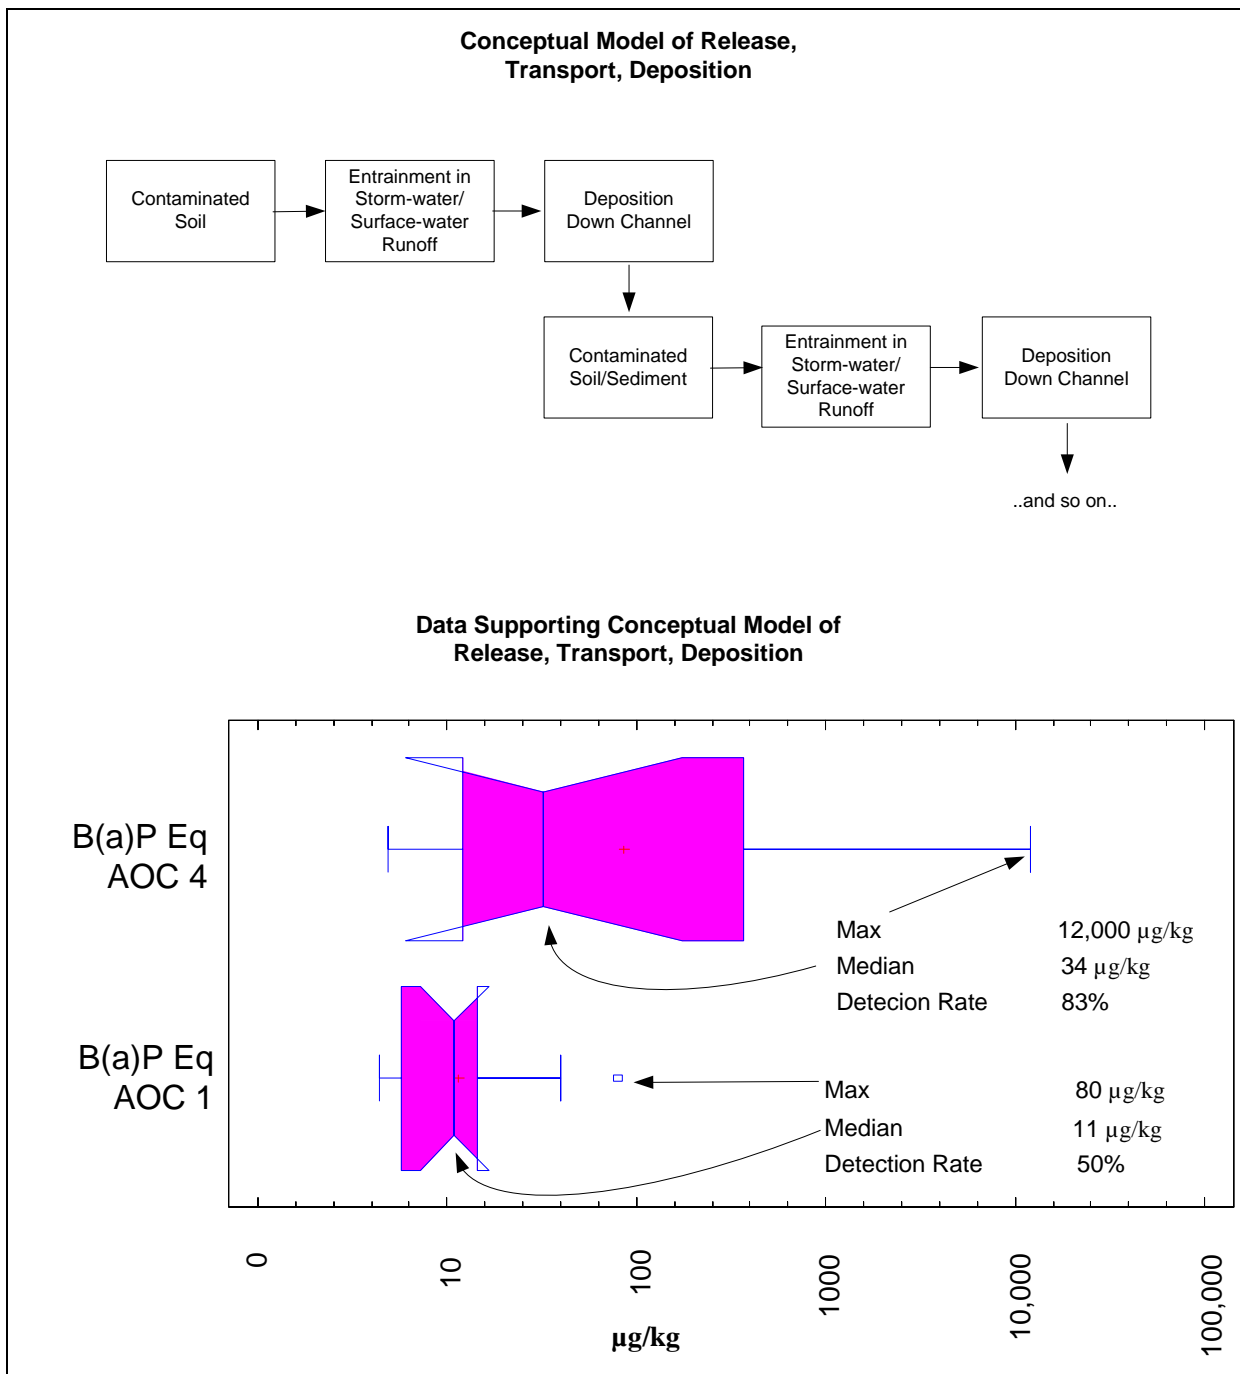 Conceptual Model of Release,
Transport, Deposition
Contaminated
Soil
Entrainment in
Storm-water/
Surface-water
Runoff
Deposition
Down Channel
Contaminated
Soil/Sediment
Entrainment in
Storm-water/
Surface-water
Runoff
Deposition
Down Channel
..and so on..
Data Supporting Conceptual Model of
Release, Transport, Deposition
B(a)P Eq
AOC 4
Max 12,000 µg/kg
Median 34 µg/kg
Detecion Rate 83%
B(a)P Eq
AOC 1
Max 80 µg/kg
Median 11 µg/kg
Detection Rate 50%
0 10 100 1000 10,000 100,000
µg/kg